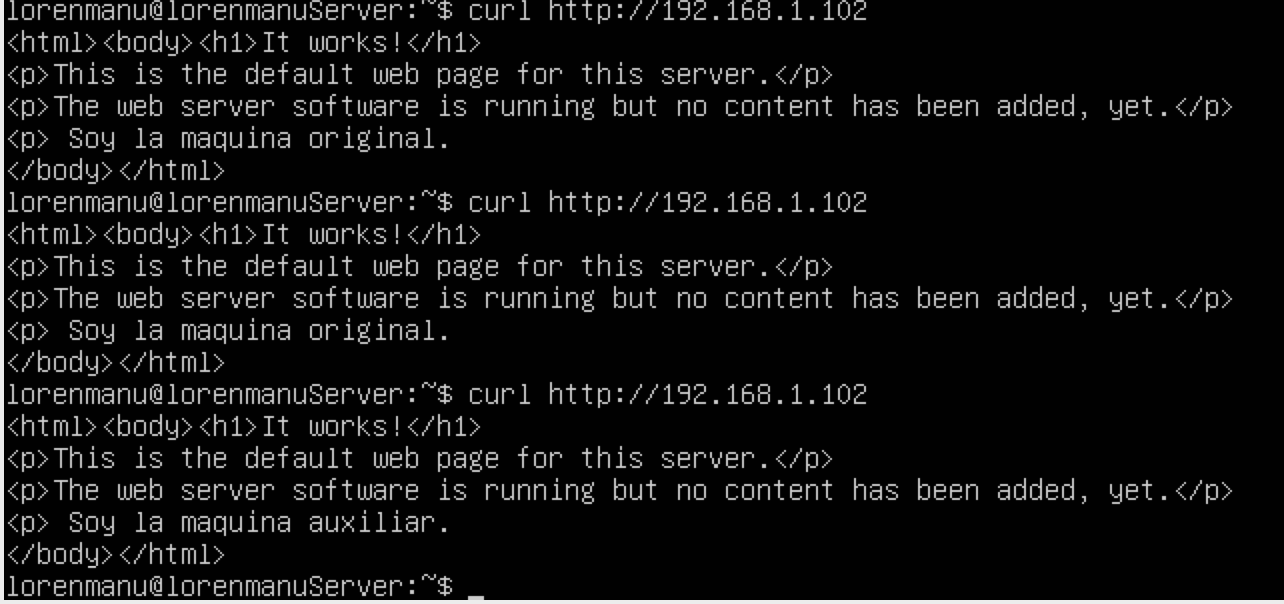 lorenmanu@lorenmanuServer:~$ curl http://192.168.1.102
<html><body><h1>It works!</h1>
<p>This is the default web page for this server.</p>
<p>The web server software is running but no content has been added, yet.</p>
<p> Soy la maquina original.
</body></html>
lorenmanu@lorenmanuServer:~$ curl http://192.168.1.102
<html><body><h1>It works!</h1>
<p>This is the default web page for this server.</p>
<p>The web server software is running but no content has been added, yet.</p>
<p> Soy la maquina original.
</body></html>
lorenmanu@lorenmanuServer:~$ curl http://192.168.1.102
<html><body><h1>It works!</h1>
<p>This is the default web page for this server.</p>
<p>The web server software is running but no content has been added, yet.</p>
<p> Soy la maquina auxiliar.
</body></html>
lorenmanu@lorenmanuServer:~$ _